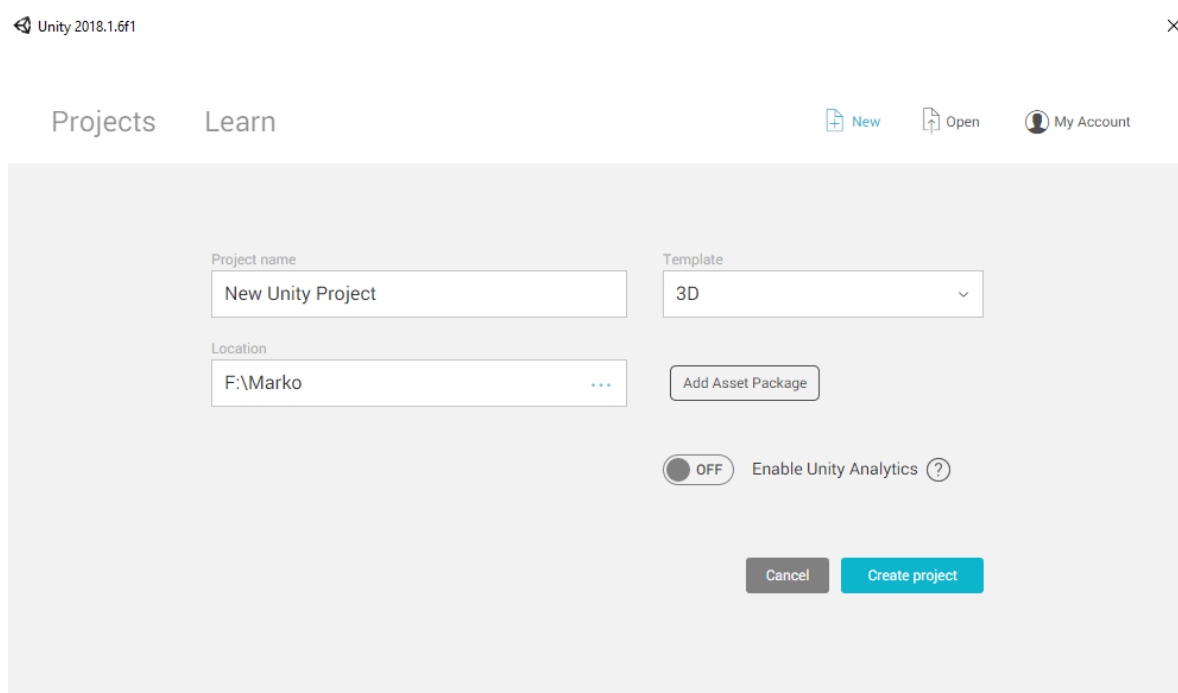 Unity 2018.1.6f1
Projects Learn New Open My Account
Project name Template
New Unity Project 3D
Location
F:\Marko ... Add Asset Package
OFF Enable Unity Analytics ?
Cancel Create project